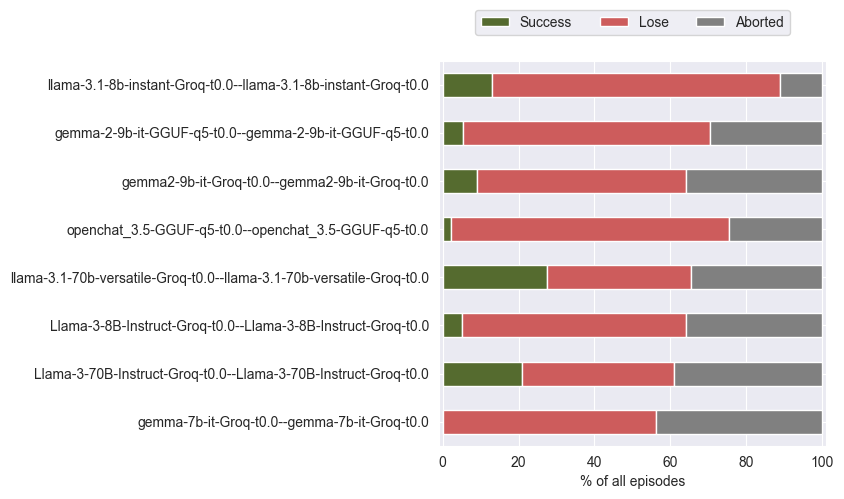 Success Lose Aborted
llama-3.1-8b-instant-Groq-t0.0--llama-3.1-8b-instant-Groq-t0.0
gemma-2-9b-it-GGUF-q5-t0.0--gemma-2-9b-it-GGUF-q5-t0.0
gemma2-9b-it-Groq-t0.0--gemma2-9b-it-Groq-t0.0
openchat_3.5-GGUF-q5-t0.0--openchat_3.5-GGUF-q5-t0.0
llama-3.1-70b-versatile-Groq-t0.0--llama-3.1-70b-versatile-Groq-t0.0
Llama-3-8B-Instruct-Groq-t0.0--Llama-3-8B-Instruct-Groq-t0.0
Llama-3-70B-Instruct-Groq-t0.0--Llama-3-70B-Instruct-Groq-t0.0
gemma-7b-it-Groq-t0.0--gemma-7b-it-Groq-t0.0
0 20 40 60 80 100
% of all episodes